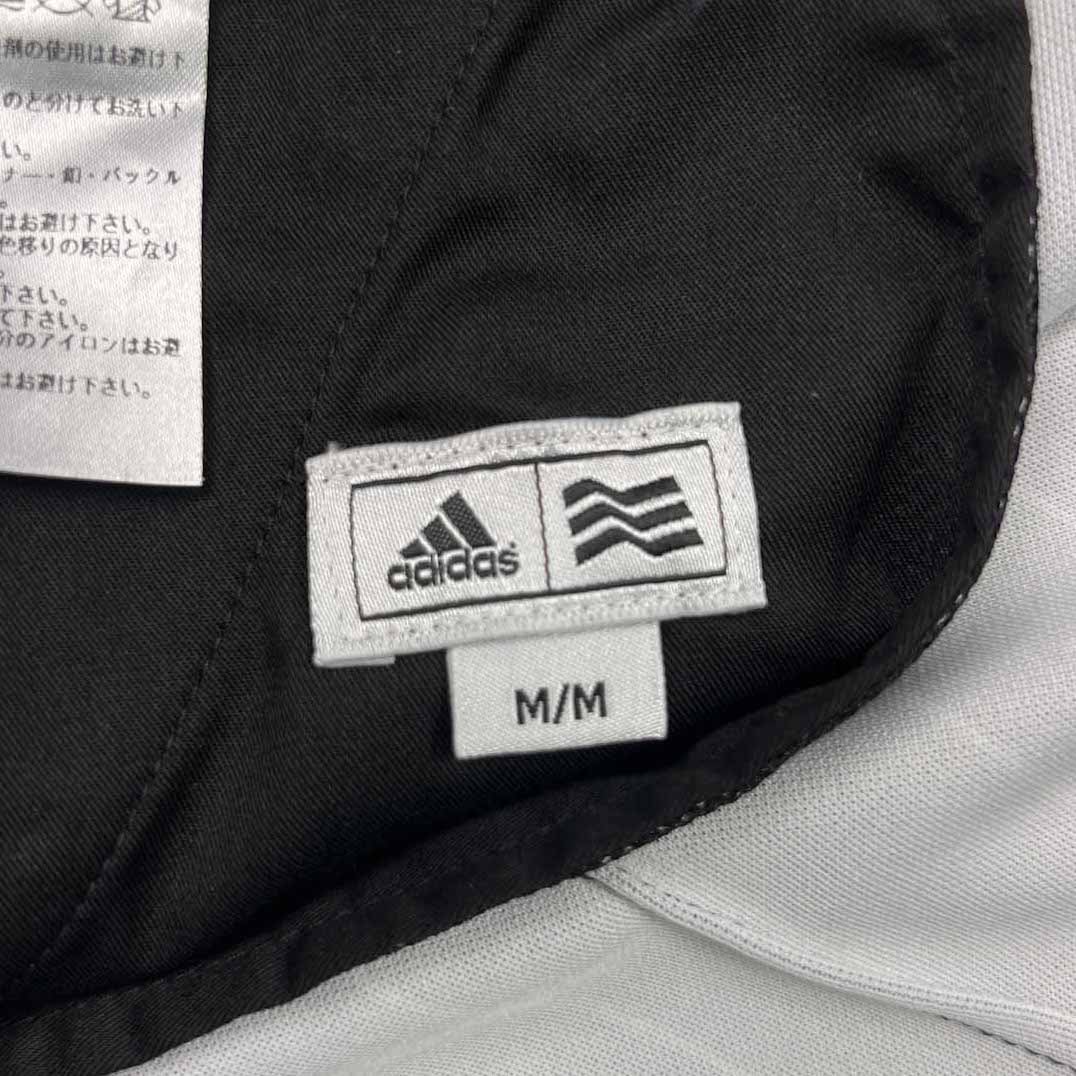 剤の使用はお避け下
のと分けてお洗い下
い。
ナー・釦・バックル
。
はお避け下さい。
色移りの原因となり
。
下さい。
て下さい。
分のアイロンはお避
はお避け下さい。
adidas
M/M